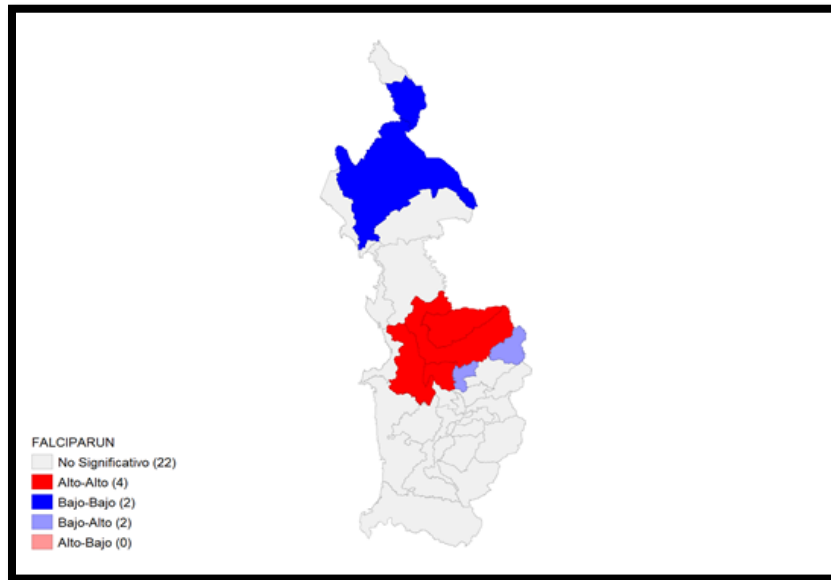 FALCIPARUN
No Significativo (22)
Alto-Alto (4)
Bajo-Bajo (2)
Bajo-Alto (2)
Alto-Bajo (0)